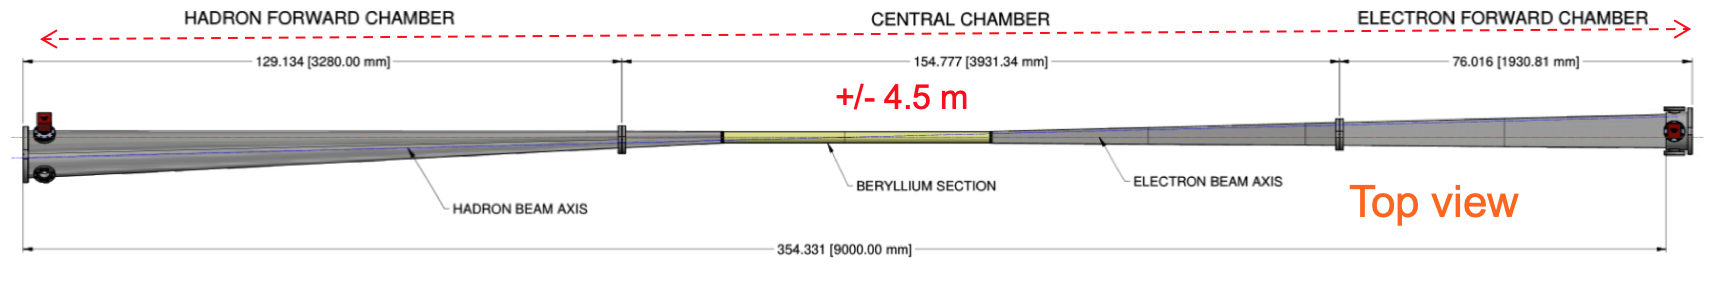 HADRON FORWARD CHAMBER
CENTRAL CHAMBER
ELECTRON FORWARD CHAMBER
129.134 [3280.00 mm]
154.777 [3931.34 mm]
76.016 [1930.81 mm]
+/- 4.5 m
BERYLLIUM SECTION
ELECTRON BEAM AXIS
HADRON BEAM AXIS
Top view
354.331 [9000.00 mm]